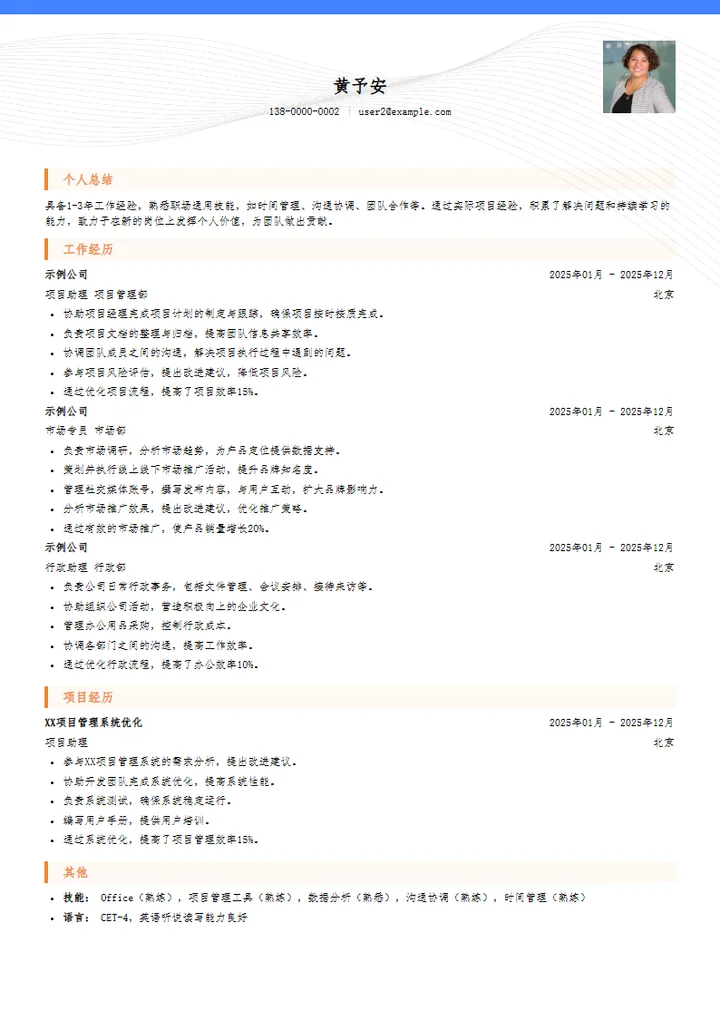 黄予安
138-0000-0002 user2@example.com
个人总结
具备1-3年工作经验，熟悉职场通用技能，如时间管理、沟通协调、团队合作等。通过实际项目经验，积累了解决问题和持续学习的
能力，致力于在新的岗位上发挥个人价值，为团队做出贡献。
工作经历
示例公司 2025年01月 - 2025年12月
项目助理 项目管理部 北京
• 协助项目经理完成项目计划的制定与跟踪，确保项目按时按质完成。
• 负责项目文档的整理与归档，提高团队信息共享效率。
• 协调团队成员之间的沟通，解决项目执行过程中遇到的问题。
• 参与项目风险评估，提出改进建议，降低项目风险。
• 通过优化项目流程，提高了项目效率15%。
示例公司 2025年01月 - 2025年12月
市场专员 市场部 北京
• 负责市场调研，分析市场趋势，为产品定位提供数据支持。
• 策划并执行线上线下市场推广活动，提升品牌知名度。
• 管理社交媒体账号，撰写发布内容，与用户互动，扩大品牌影响力。
• 分析市场推广效果，提出改进建议，优化推广策略。
• 通过有效的市场推广，使产品销量增长20%。
示例公司 2025年01月 - 2025年12月
行政助理 行政部 北京
• 负责公司日常行政事务，包括文件管理、会议安排、接待来访等。
• 协助组织公司活动，营造积极向上的企业文化。
• 管理办公用品采购，控制行政成本。
• 协调各部门之间的沟通，提高工作效率。
• 通过优化行政流程，提高了办公效率10%。
项目经历
XX项目管理系统优化 2025年01月 - 2025年12月
项目助理 北京
• 参与XX项目管理系统的需求分析，提出改进建议。
• 协助开发团队完成系统优化，提高系统性能。
• 负责系统测试，确保系统稳定运行。
• 编写用户手册，提供用户培训。
• 通过系统优化，提高了项目管理效率15%。
其他
• 技能： Office（熟练），项目管理工具（熟练），数据分析（熟悉），沟通协调（熟练），时间管理（熟练）
• 语言： CET-4，英语听说读写能力良好